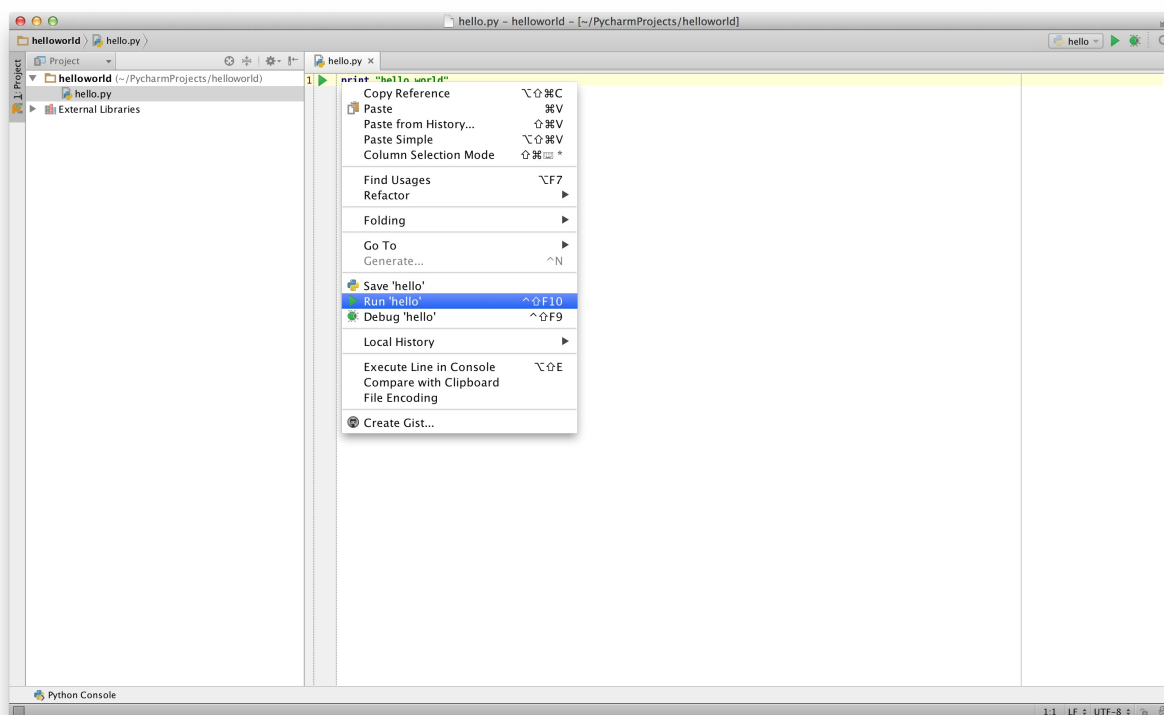 hello.py – helloworld – [~/PycharmProjects/helloworld]
helloworld hello.py hello
Project hello.py ×
1: Project
helloworld (~/PycharmProjects/helloworld)
hello.py
External Libraries
1 print "hello world"
Copy Reference ⌥⇧⌘C
Paste ⌘V
Paste from History... ⇧⌘V
Paste Simple ⌥⇧⌘V
Column Selection Mode ⇧⌘⌨ *
Find Usages ⌥F7
Refactor
Folding
Go To
Generate... ^N
Save 'hello'
Run 'hello' ^⇧F10
Debug 'hello' ^⇧F9
Local History
Execute Line in Console ⌥⇧E
Compare with Clipboard
File Encoding
Create Gist...
Python Console
1:1 LF÷ UTF-8÷